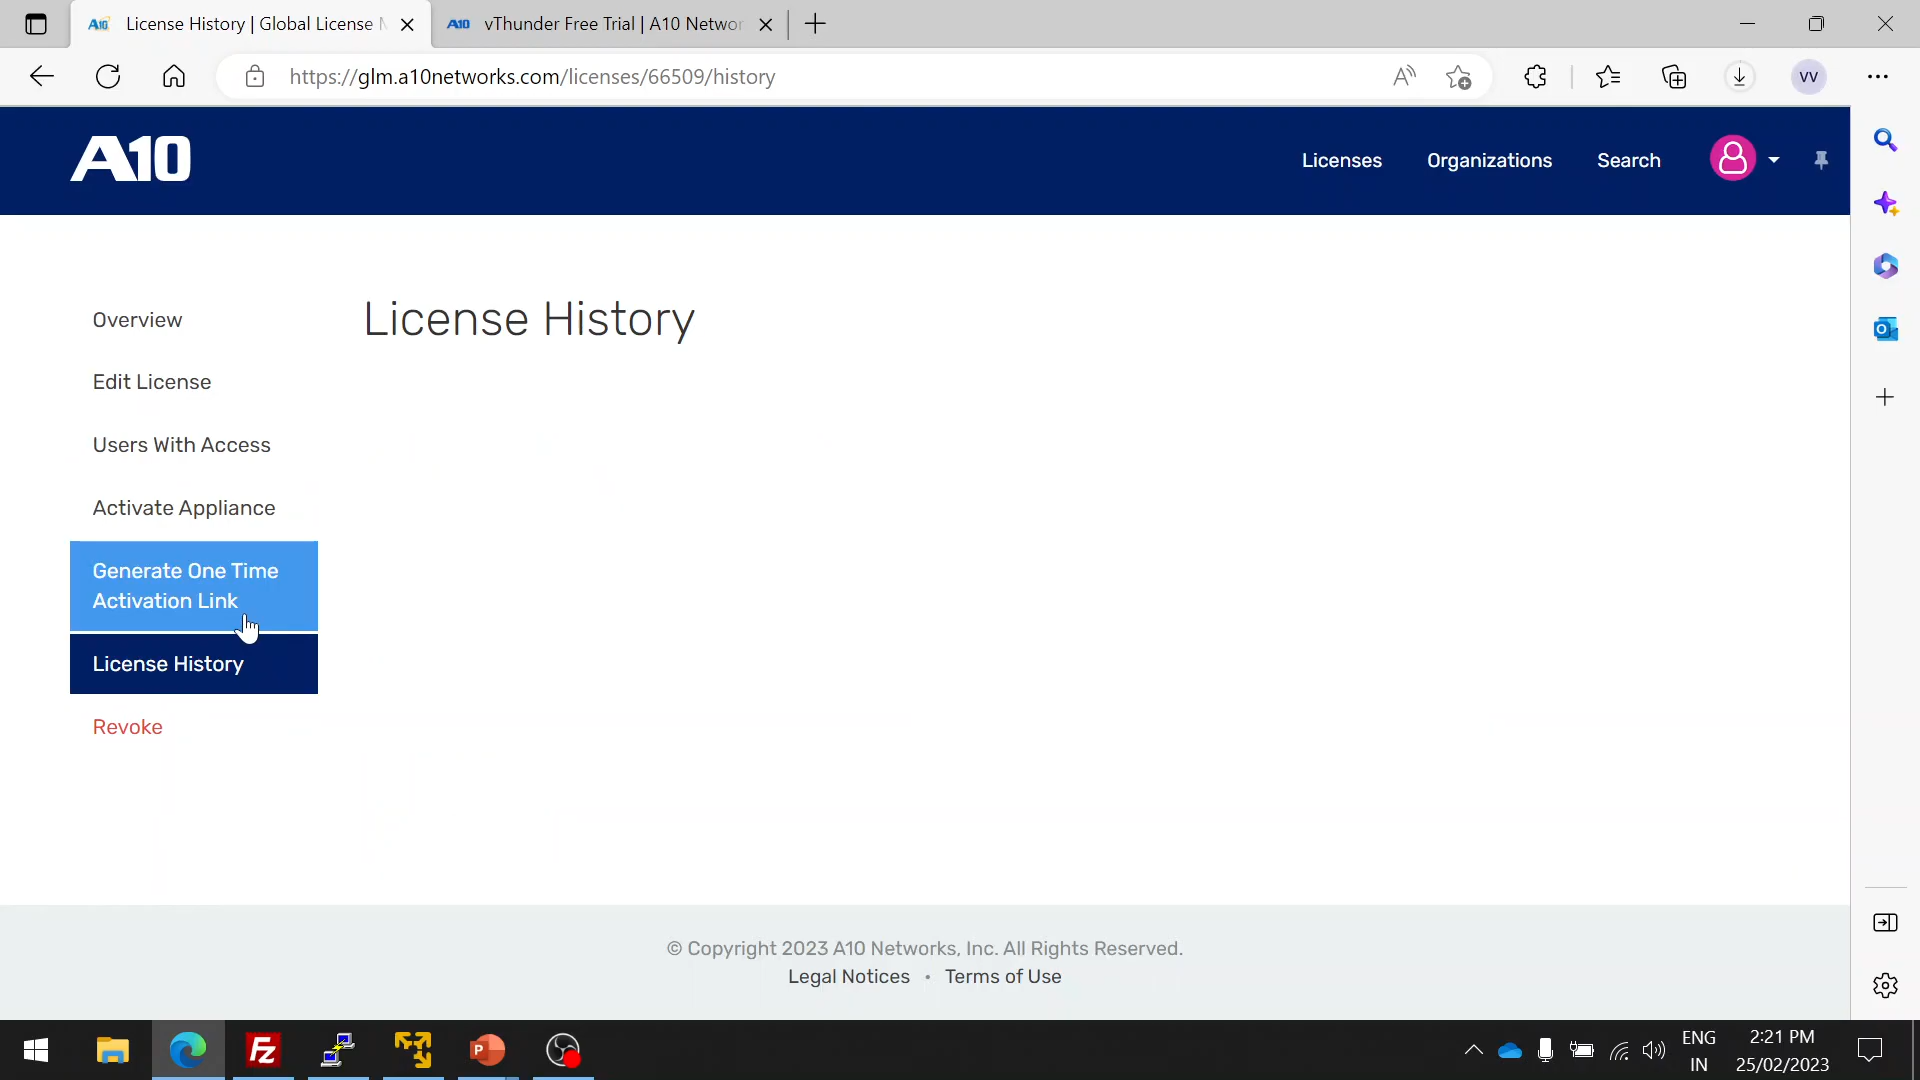 License History | Global License M
A10 vThunder Free Trial | A10 Networ
https://glm.a10networks.com/licenses/66509/history
VV
A10
Licenses
Organizations
Search
Overview
License History
Edit License
Users With Access
Activate Appliance
Generate One Time
Activation Link
License History
Revoke
© Copyright 2023 A10 Networks, Inc. All Rights Reserved.
Legal Notices • Terms of Use
ENG
IN
2:21 PM
25/02/2023